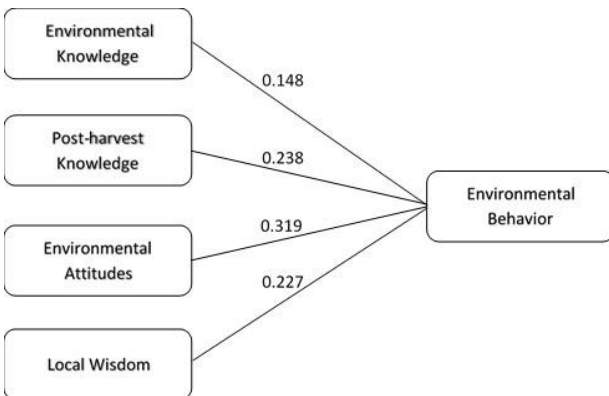 Environmental
Knowledge
0.148
Post-harvest
Knowledge
0.238
Environmental
Behavior
0.319
Environmental
Attitudes
0.227
Local Wisdom